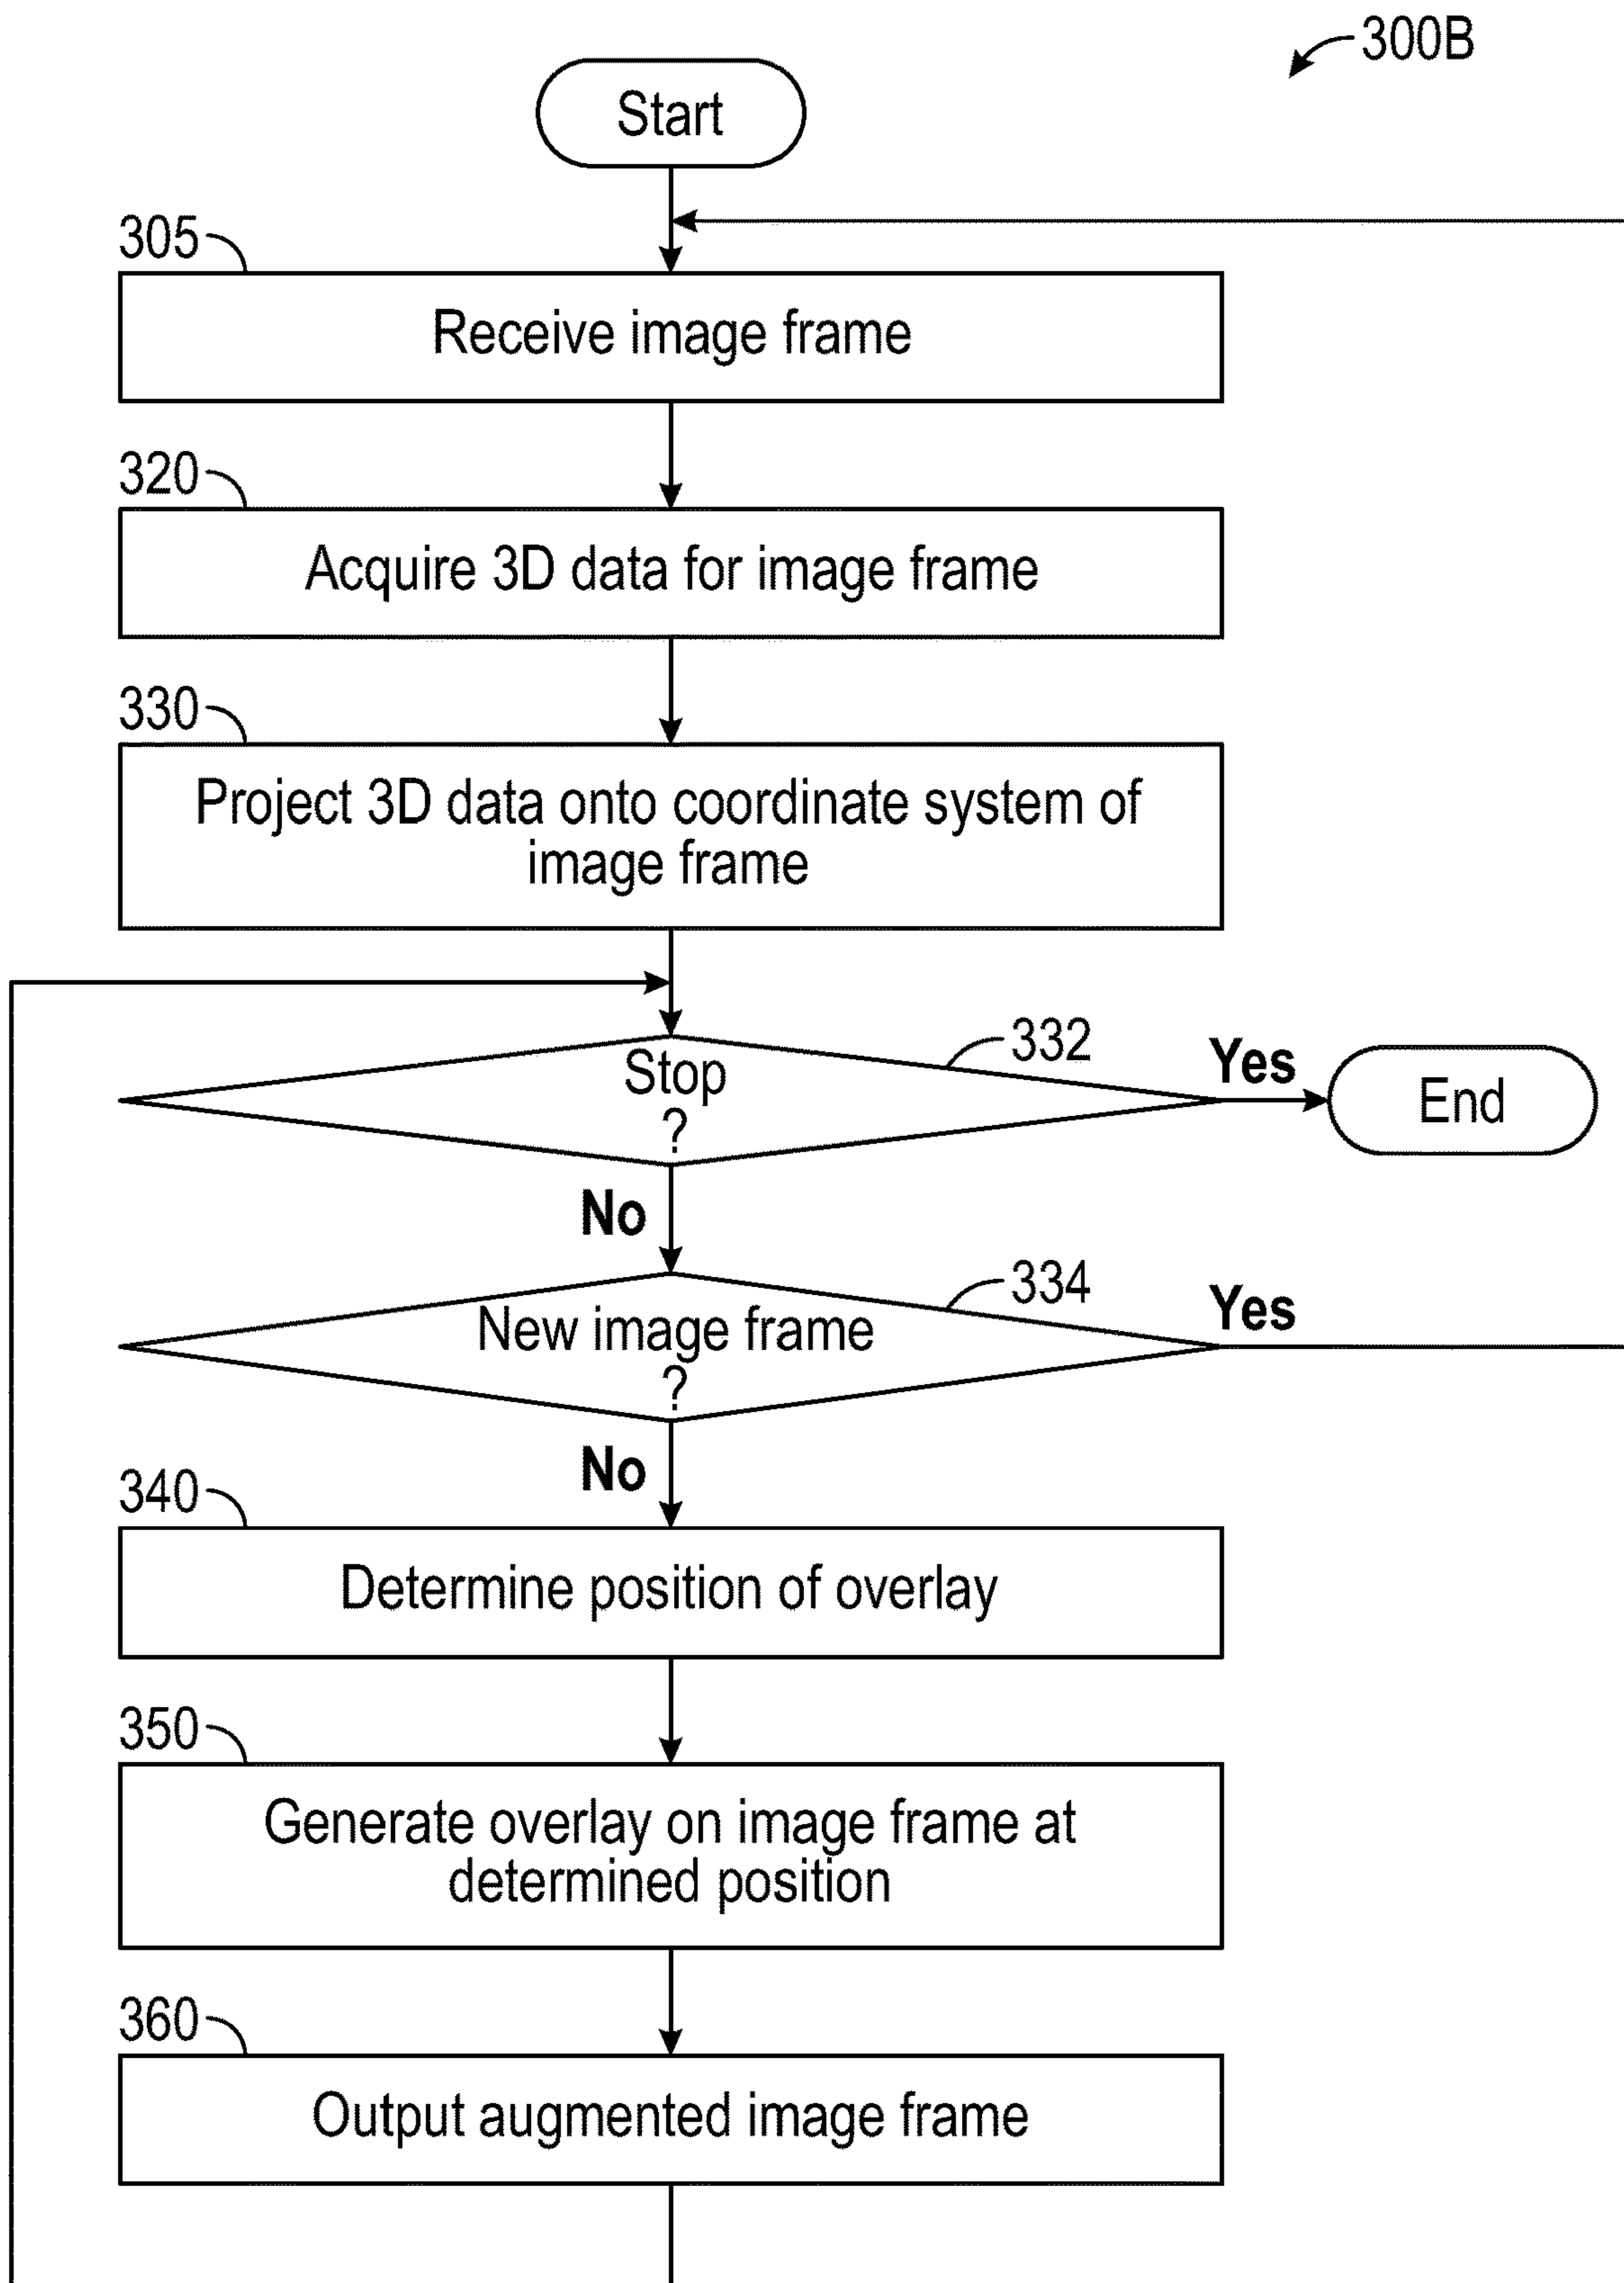 300B
Start
305
Receive image frame
320
Acquire 3D data for image frame
330
Project 3D data onto coordinate system of
image frame
332
Stop
?
Yes
End
No
334
New image frame
?
Yes
No
340
Determine position of overlay
350
Generate overlay on image frame at
determined position
360
Output augmented image frame